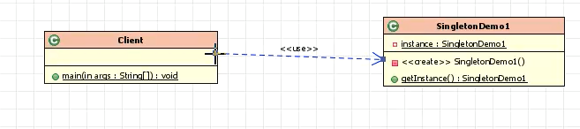 Client
main(in args : String[]) : void
<<use>>
SingletonDemo1
instance : SingletonDemo1
<<create>> SingletonDemo1()
getInstance() : SingletonDemo1